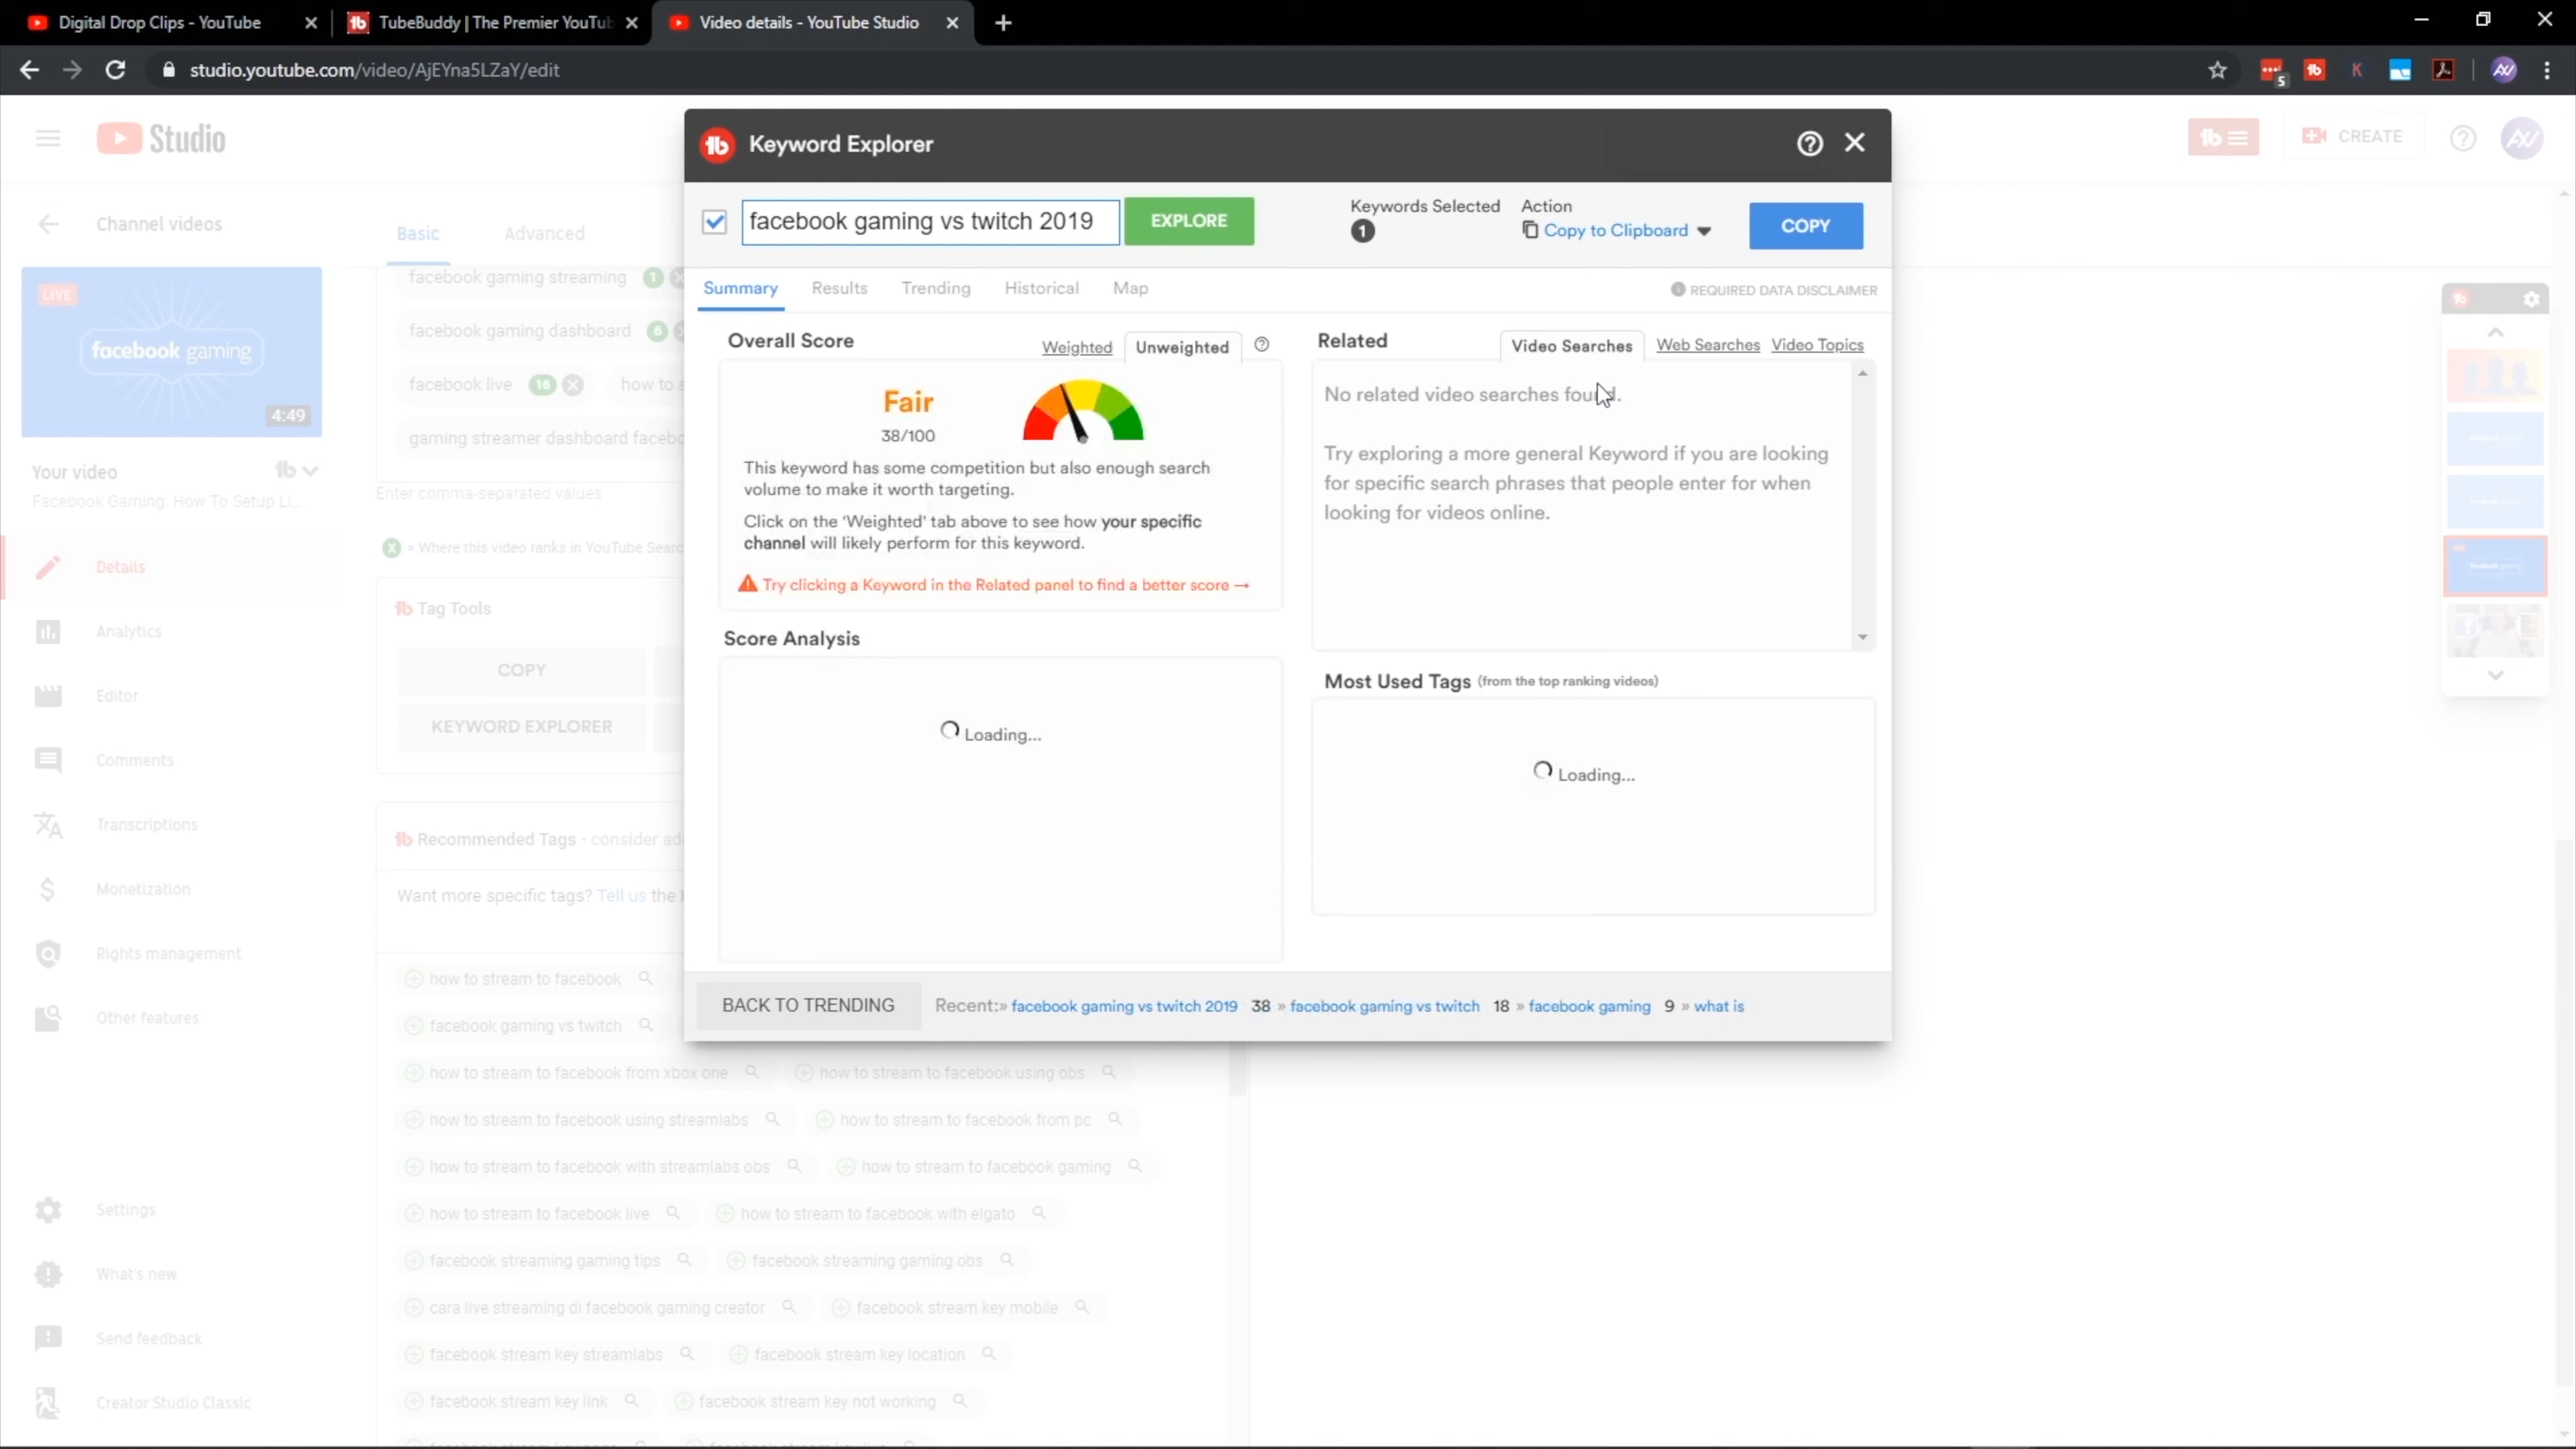 Digital Drop Clips - YouTube
TubeBuddy | The Premier YouTub
Video details - YouTube Studio
studio.youtube.com/video/AjEYna5LZaY/edit
5
Studio
CREATE
Keyword Explorer
facebook gaming vs twitch 2019
EXPLORE
Keywords Selected
1
Action
Copy to Clipboard
COPY
Summary
Results
Trending
Historical
Map
REQUIRED DATA DISCLAIMER
Overall Score
Weighted
Unweighted
Fair
38/100
This keyword has some competition but also enough search
volume to make it worth targeting.
Click on the 'Weighted' tab above to see how your specific
channel will likely perform for this keyword.
Try clicking a Keyword in the Related panel to find a better score →
Score Analysis
Loading...
Related
Video Searches
Web Searches
Video Topics
No related video searches found.
Try exploring a more general Keyword if you are looking
for specific search phrases that people enter for when
looking for videos online.
Most Used Tags (from the top ranking videos)
Loading...
BACK TO TRENDING
Recent:» facebook gaming vs twitch 2019 38 » facebook gaming vs twitch 18 » facebook gaming 9 » what is
Channel videos
LIVE
facebook gaming
4:49
Your video
Facebook Gaming: How To Setup Li...
Details
Analytics
Editor
Comments
Transcriptions
Monetization
Rights management
Other features
Settings
What's new
Send feedback
Creator Studio Classic
Basic
Advanced
facebook gaming streaming 1
facebook gaming dashboard 6
facebook live 16
how to s
gaming streamer dashboard facebo
Enter comma-separated values
X = Where this video ranks in YouTube Searc
Tag Tools
COPY
KEYWORD EXPLORER
Recommended Tags - consider ad
Want more specific tags? Tell us the
how to stream to facebook
facebook gaming vs twitch
how to stream to facebook from xbox one
how to stream to facebook using obs
how to stream to facebook using streamlabs
how to stream to facebook from pc
how to stream to facebook with streamlabs obs
how to stream to facebook gaming
how to stream to facebook live
how to stream to facebook with elgato
facebook streaming gaming tips
facebook streaming gaming obs
cara live streaming di facebook gaming creator
facebook stream key mobile
facebook stream key streamlabs
facebook stream key location
facebook stream key link
facebook stream key not working